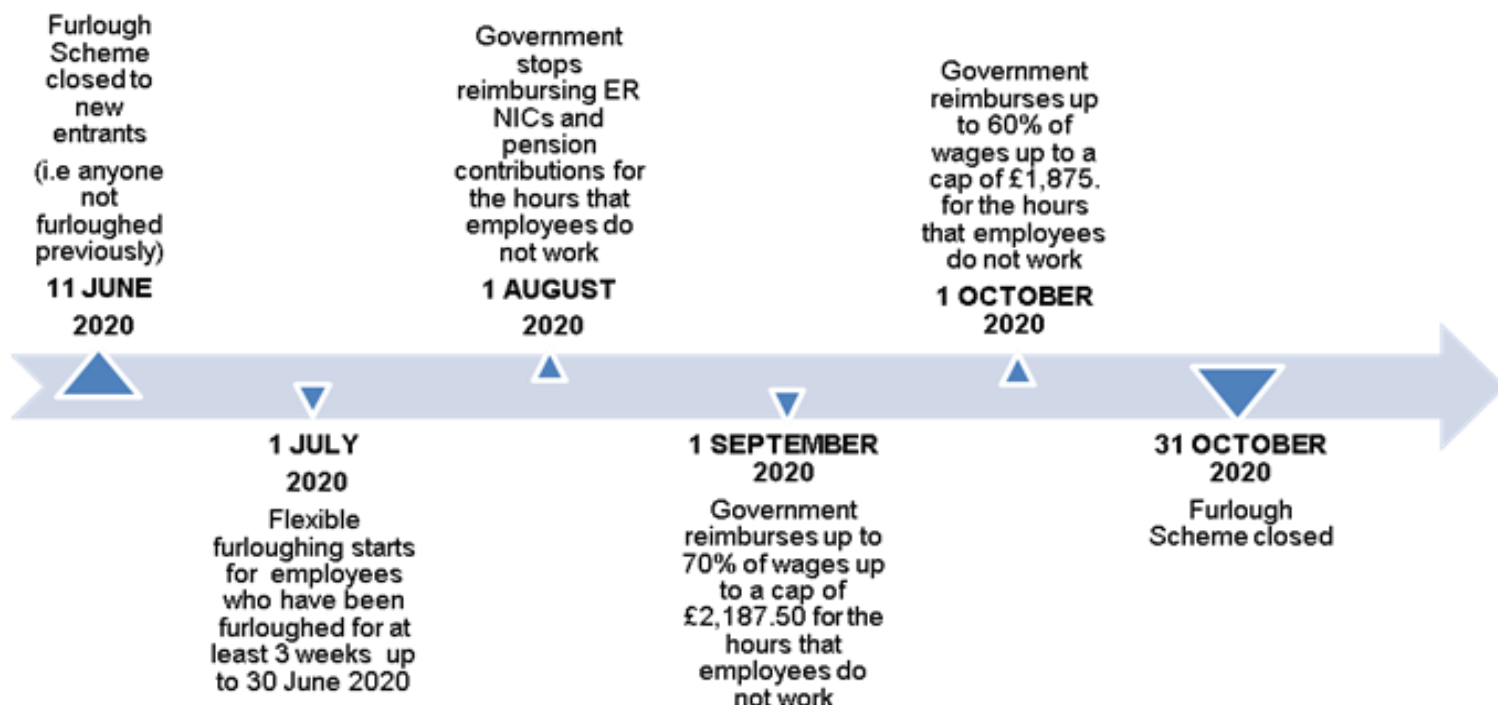 Furlough
Scheme
closed to
new
entrants
(i.e anyone
not
furloughed
previously)
11 JUNE
2020
Government
stops
reimbursing ER
NICs and
pension
contributions for
the hours that
employees do
not work
1 AUGUST
2020
Government
reimburses up
to 60% of
wages up to a
cap of £1,875.
for the hours
that employees
do not work
1 OCTOBER
2020
1 JULY
2020
Flexible
furloughing starts
for employees
who have been
furloughed for at
least 3 weeks up
to 30 June 2020
1 SEPTEMBER
2020
Government
reimburses up to
70% of wages up
to a cap of
£2,187.50 for the
hours that
employees do
not work
31 OCTOBER
2020
Furlough
Scheme closed